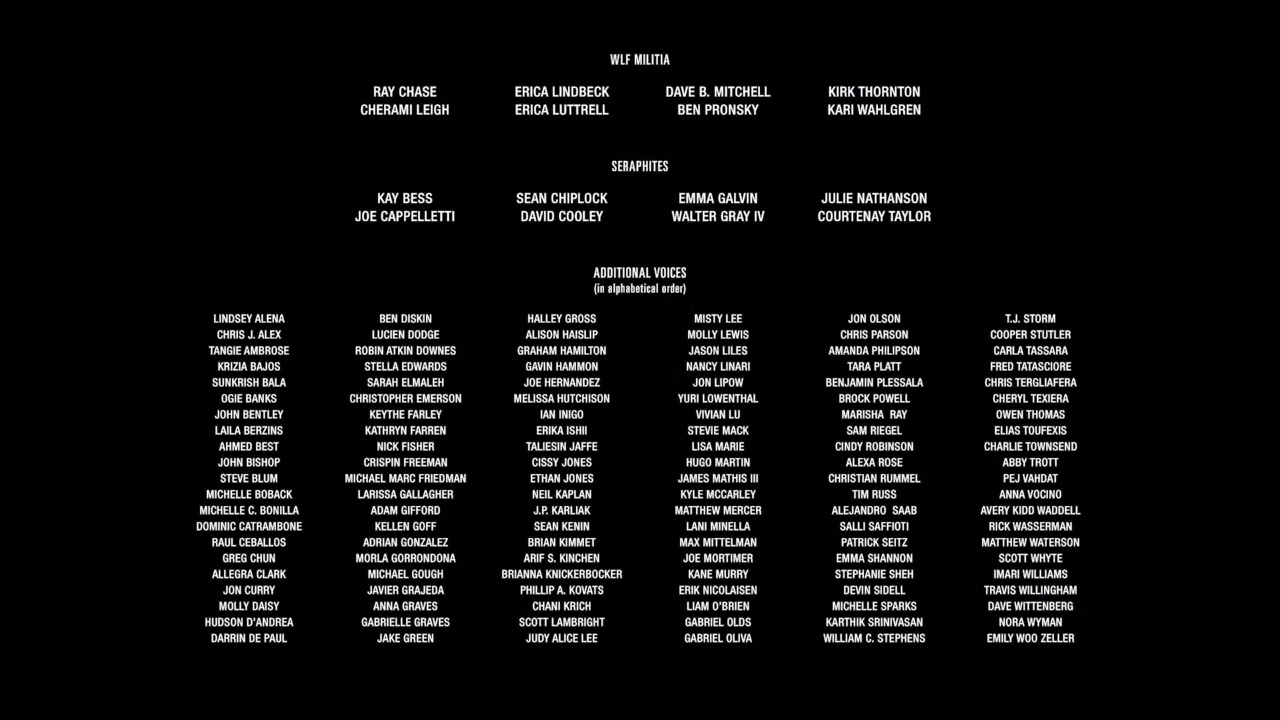 WLF MILITIA
RAY CHASE ERICA LINDBECK DAVE B. MITCHELL KIRK THORNTON
CHERAMI LEIGH ERICA LUTTRELL BEN PRONSKY KARI WAHLGREN
SERAPHITES
KAY BESS SEAN CHIPLOCK EMMA GALVIN JULIE NATHANSON
JOE CAPPELLETTI DAVID COOLEY WALTER GRAY IV COURTENAY TAYLOR
ADDITIONAL VOICES
(in alphabetical order)
LINDSEY ALENA BEN DISKIN HALLEY GROSS MISTY LEE JON OLSON T.J. STORM
CHRIS J. ALEX LUCIEN DODGE ALISON HAISLIP MOLLY LEWIS CHRIS PARSON COOPER STUTLER
TANGIE AMBROSE ROBIN ATKIN DOWNES GRAHAM HAMILTON JASON LILES AMANDA PHILIPSON CARLA TASSARA
KRIZIA BAJOS STELLA EDWARDS GAVIN HAMMON NANCY LINARI TARA PLATT FRED TATASCIORE
SUNKRISH BALA SARAH ELMALEH JOE HERNANDEZ JON LIPOW BENJAMIN PLESSALA CHRIS TERGLIAFERA
OGIE BANKS CHRISTOPHER EMERSON MELISSA HUTCHISON YURI LOWENTHAL BROCK POWELL CHERYL TEXIERA
JOHN BENTLEY KEYTHE FARLEY IAN INIGO VIVIAN LU MARISHA RAY OWEN THOMAS
LAILA BERZINS KATHRYN FARREN ERIKA ISHII STEVIE MACK SAM RIEGEL ELIAS TOUFEXIS
AHMED BEST NICK FISHER TALIESIN JAFFE LISA MARIE CINDY ROBINSON CHARLIE TOWNSEND
JOHN BISHOP CRISPIN FREEMAN CISSY JONES HUGO MARTIN ALEXA ROSE ABBY TROTT
STEVE BLUM MICHAEL MARC FRIEDMAN ETHAN JONES JAMES MATHIS III CHRISTIAN RUMMEL PEJ VAHDAT
MICHELLE BOBACK LARISSA GALLAGHER NEIL KAPLAN KYLE MCCARLEY TIM RUSS ANNA VOCINO
MICHELLE C. BONILLA ADAM GIFFORD J.P. KARLIAK MATTHEW MERCER ALEJANDRO SAAB AVERY KIDD WADDELL
DOMINIC CATRAMBONE KELLEN GOFF SEAN KENIN LANI MINELLA SALLI SAFFIOTI RICK WASSERMAN
RAUL CEBALLOS ADRIAN GONZALEZ BRIAN KIMMET MAX MITTELMAN PATRICK SEITZ MATTHEW WATERSON
GREG CHUN MORLA GORRONDONA ARIF S. KINCHEN JOE MORTIMER EMMA SHANNON SCOTT WHYTE
ALLEGRA CLARK MICHAEL GOUGH BRIANNA KNICKERBOCKER KANE MURRY STEPHANIE SHEH IMARI WILLIAMS
JON CURRY JAVIER GRAJEDA PHILLIP A. KOVATS ERIK NICOLAISEN DEVIN SIDELL TRAVIS WILLINGHAM
MOLLY DAISY ANNA GRAVES CHANI KRICH LIAM O'BRIEN MICHELLE SPARKS DAVE WITTENBERG
HUDSON D'ANDREA GABRIELLE GRAVES SCOTT LAMBRIGHT GABRIEL OLDS KARTHIK SRINIVASAN NORA WYMAN
DARRIN DE PAUL JAKE GREEN JUDY ALICE LEE GABRIEL OLIVA WILLIAM C. STEPHENS EMILY WOO ZELLER